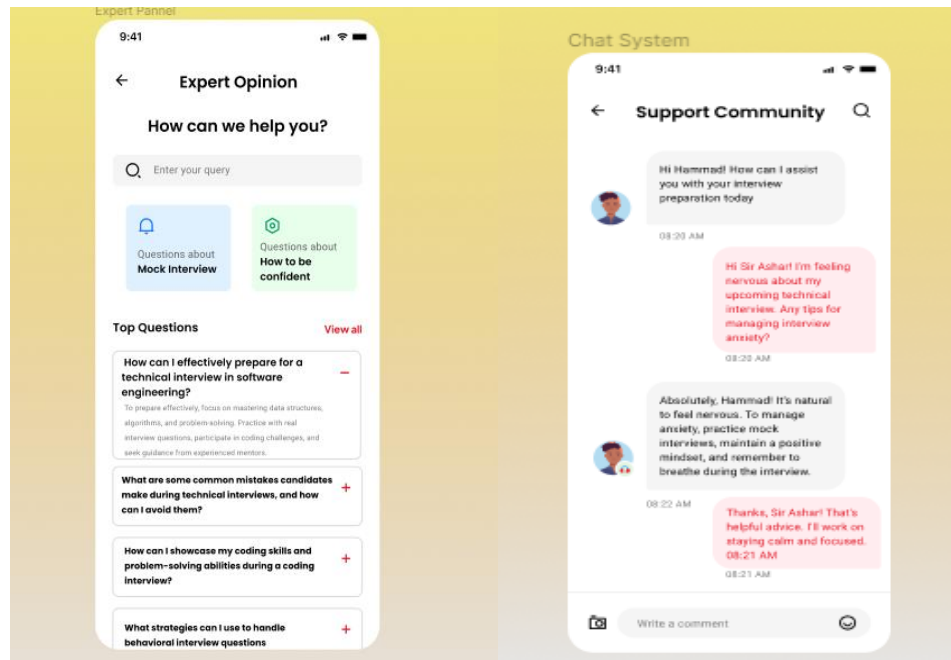 Expert Pannel
9:41
Expert Opinion
How can we help you?
Enter your query
Questions about
Mock Interview
Questions about
How to be
confident
Top Questions
View all
How can I effectively prepare for a
technical interview in software
engineering?
To prepare effectively, focus on mastering data structures,
algorithms, and problem-solving. Practice with real
interview questions, participate in coding challenges, and
seek guidance from experienced mentors.
What are some common mistakes candidates
make during technical interviews, and how
can I avoid them?
How can I showcase my coding skills and
problem-solving abilities during a coding
interview?
What strategies can I use to handle
behavioral interview questions
Chat System
9:41
Support Community
Hi Hammad! How can I assist
you with your interview
preparation today
08:20 AM
Hi Sir Ashar! I'm feeling
nervous about my
upcoming technical
interview. Any tips for
managing interview
anxiety?
08:20 AM
Absolutely, Hammad! It's natural
to feel nervous. To manage
anxiety, practice mock
interviews, maintain a positive
mindset, and remember to
breathe during the interview.
08:22 AM
Thanks, Sir Ashar! That's
helpful advice. I'll work on
staying calm and focused.
08:21 AM
08:21 AM
Write a comment